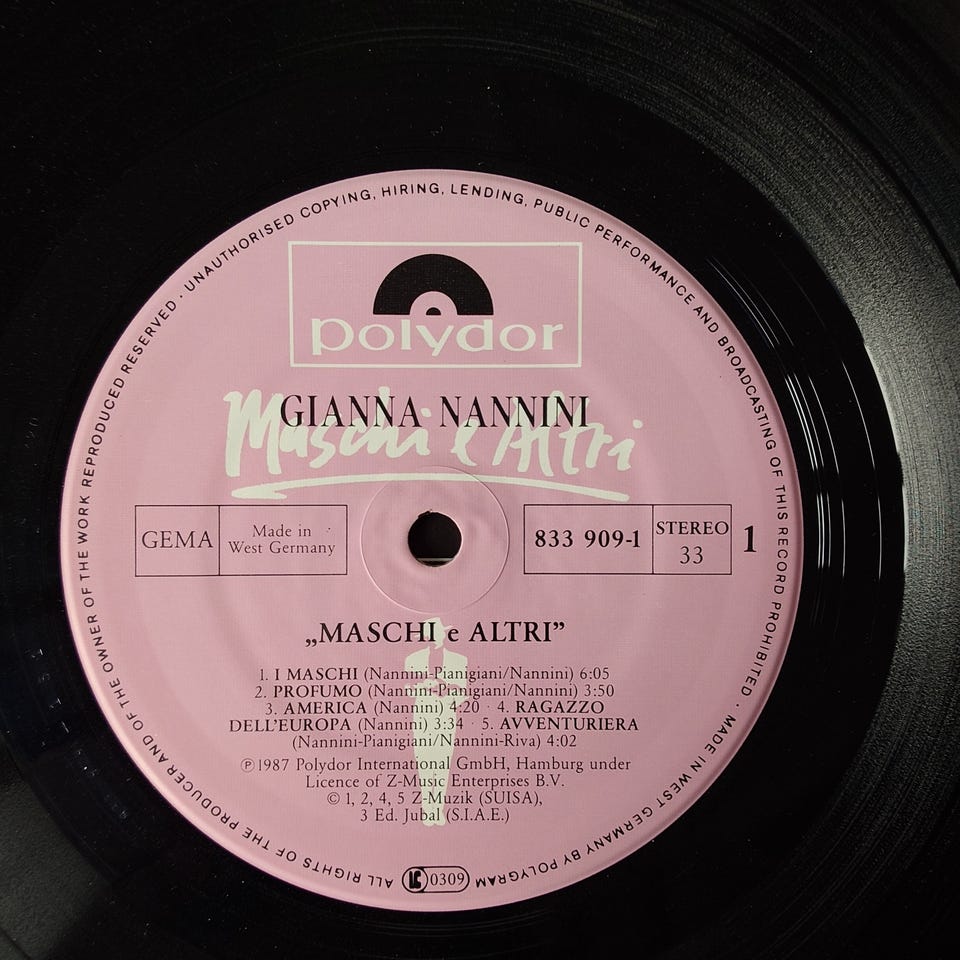 ALL RIGHTS OF THE PRODUCER AND OF THE OWNER OF THE WORK REPRODUCED RESERVED · UNAUTHORISED COPYING, HIRING, LENDING, PUBLIC PERFORMANCE AND BROADCASTING OF THIS RECORD PROHIBITED · MADE IN WEST GERMANY BY POLYGRAM
polydor
GIANNA NANNINI
Maschi e Altri
GEMA
Made in
West Germany
833 909-1
STEREO
33
1
„MASCHI e ALTRI”
1. I MASCHI (Nannini-Pianigiani/Nannini) 6:05
2. PROFUMO (Nannini-Pianigiani/Nannini) 3:50
3. AMERICA (Nannini) 4:20 · 4. RAGAZZO
DELL'EUROPA (Nannini) 3:34 · 5. AVVENTURIERA
(Nannini-Pianigiani/Nannini-Riva) 4:02
℗1987 Polydor International GmbH, Hamburg under
Licence of Z-Music Enterprises B.V.
© 1, 2, 4, 5 Z-Muzik (SUISA),
3 Ed. Jubal (S.I.A.E.)
LC 0309